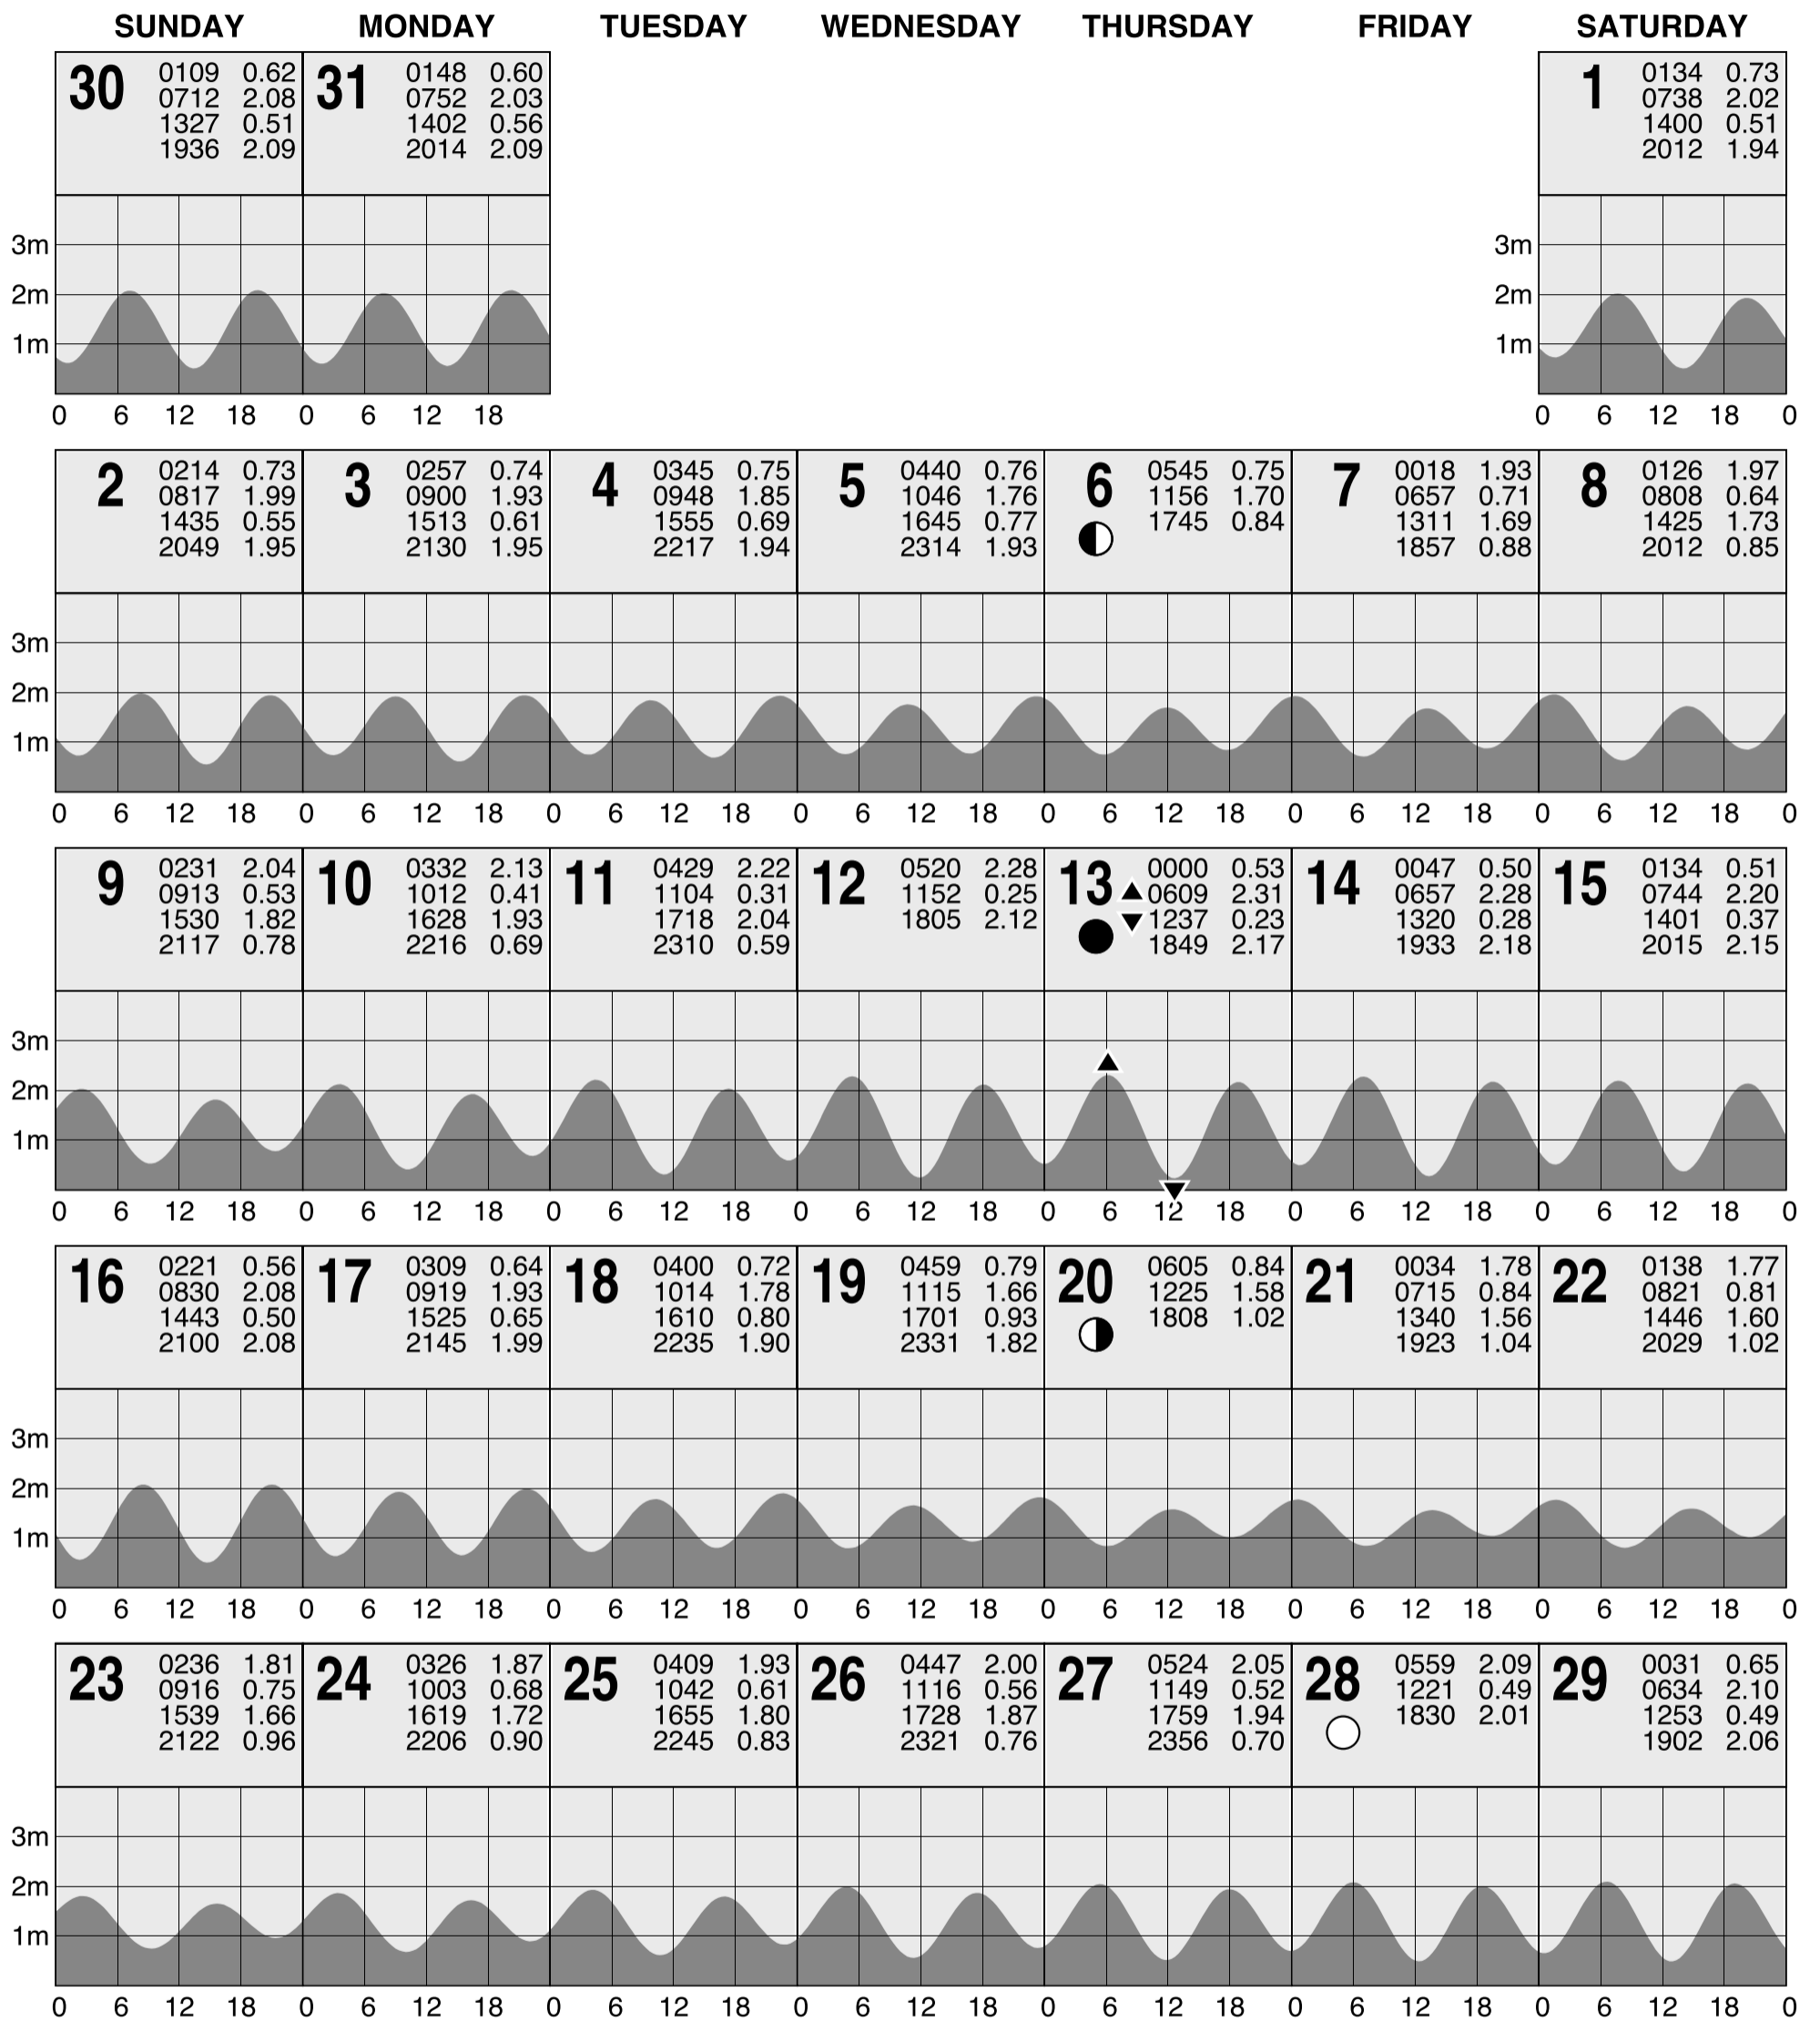 SUNDAY MONDAY TUESDAY WEDNESDAY THURSDAY FRIDAY SATURDAY
30 0109 0.62 31 0148 0.60 1 0134 0.73
0712 2.08 0752 2.03 0738 2.02
1327 0.51 1402 0.56 1400 0.51
1936 2.09 2014 2.09 2012 1.94
3m 3m
2m 2m
1m 1m
0 6 12 18 0 6 12 18 0 6 12 18 0
2 0214 0.73 3 0257 0.74 4 0345 0.75 5 0440 0.76 6 0545 0.75 7 0018 1.93 8 0126 1.97
0817 1.99 0900 1.93 0948 1.85 1046 1.76 1156 1.70 0657 0.71 0808 0.64
1435 0.55 1513 0.61 1555 0.69 1645 0.77 1745 0.84 1311 1.69 1425 1.73
2049 1.95 2130 1.95 2217 1.94 2314 1.93 1857 0.88 2012 0.85
3m
2m
1m
0 6 12 18 0 6 12 18 0 6 12 18 0 6 12 18 0 6 12 18 0 6 12 18 0 6 12 18 0
9 0231 2.04 10 0332 2.13 11 0429 2.22 12 0520 2.28 13 0000 0.53 14 0047 0.50 15 0134 0.51
0913 0.53 1012 0.41 1104 0.31 1152 0.25 0609 2.31 0657 2.28 0744 2.20
1530 1.82 1628 1.93 1718 2.04 1805 2.12 1237 0.23 1320 0.28 1401 0.37
2117 0.78 2216 0.69 2310 0.59 1849 2.17 1933 2.18 2015 2.15
3m
2m
1m
0 6 12 18 0 6 12 18 0 6 12 18 0 6 12 18 0 6 12 18 0 6 12 18 0 6 12 18 0
16 0221 0.56 17 0309 0.64 18 0400 0.72 19 0459 0.79 20 0605 0.84 21 0034 1.78 22 0138 1.77
0830 2.08 0919 1.93 1014 1.78 1115 1.66 1225 1.58 0715 0.84 0821 0.81
1443 0.50 1525 0.65 1610 0.80 1701 0.93 1808 1.02 1340 1.56 1446 1.60
2100 2.08 2145 1.99 2235 1.90 2331 1.82 1923 1.04 2029 1.02
3m
2m
1m
0 6 12 18 0 6 12 18 0 6 12 18 0 6 12 18 0 6 12 18 0 6 12 18 0 6 12 18 0
23 0236 1.81 24 0326 1.87 25 0409 1.93 26 0447 2.00 27 0524 2.05 28 0559 2.09 29 0031 0.65
0916 0.75 1003 0.68 1042 0.61 1116 0.56 1149 0.52 1221 0.49 0634 2.10
1539 1.66 1619 1.72 1655 1.80 1728 1.87 1759 1.94 1830 2.01 1253 0.49
2122 0.96 2206 0.90 2245 0.83 2321 0.76 2356 0.70 1902 2.06
3m
2m
1m
0 6 12 18 0 6 12 18 0 6 12 18 0 6 12 18 0 6 12 18 0 6 12 18 0 6 12 18 0